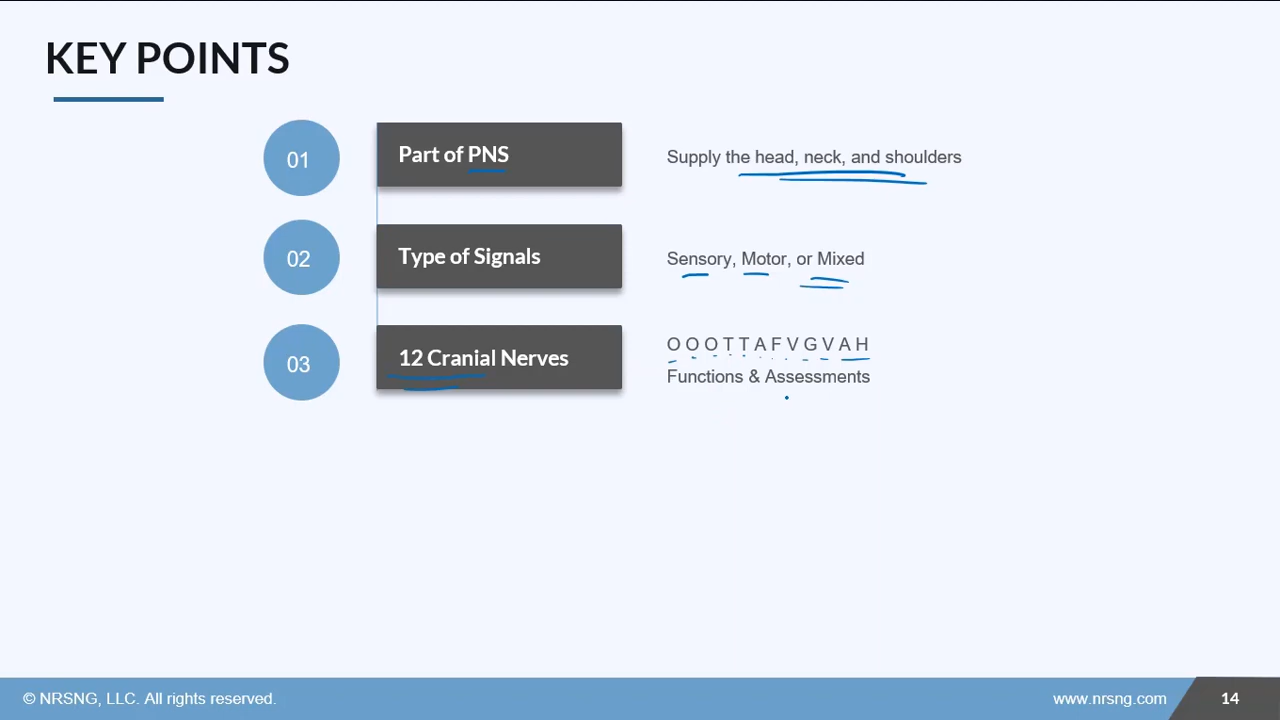 KEY POINTS
01
Part of PNS
Supply the head, neck, and shoulders
02
Type of Signals
Sensory, Motor, or Mixed
03
12 Cranial Nerves
O O O T T A F V G V A H
Functions & Assessments
© NRSNG, LLC. All rights reserved.
www.nrsng.com
14